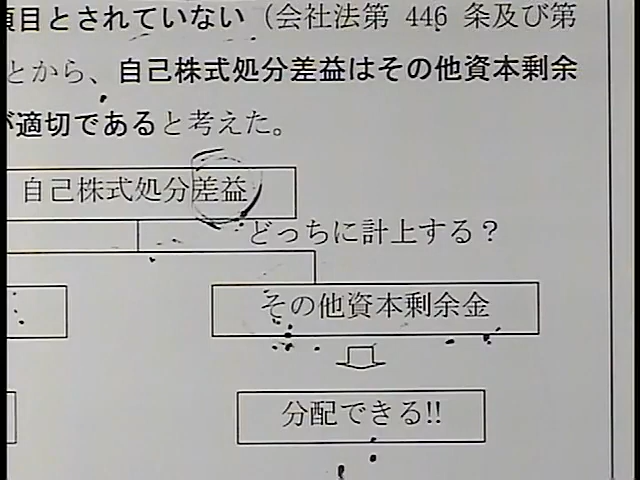 項目とされていない（会社法第 446 条及び第
とから、自己株式処分差益はその他資本剰余
が適切であると考えた。
自己株式処分差益
どっちに計上する？
その他資本剰余金
分配できる!!